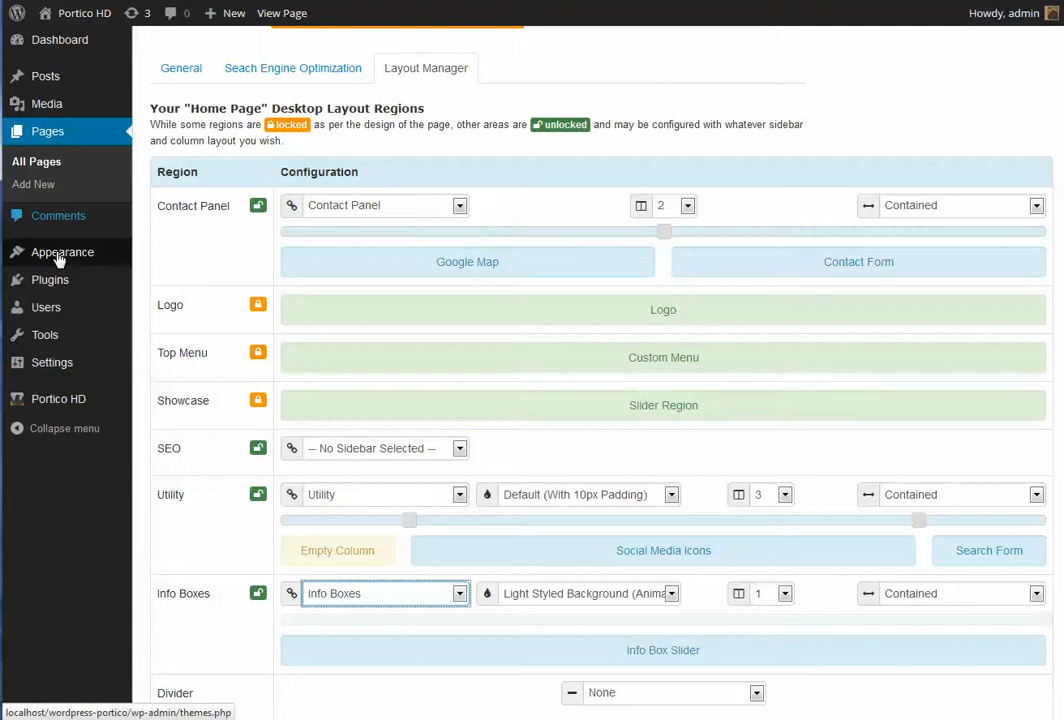 Portico HD 3 0 New View Page Howdy, admin
Dashboard
Posts
Media
Pages
All Pages
Add New
Comments
Appearance
Plugins
Users
Tools
Settings
Portico HD
Collapse menu
General Seach Engine Optimization Layout Manager
Your "Home Page" Desktop Layout Regions
While some regions are locked as per the design of the page, other areas are unlocked and may be configured with whatever sidebar
and column layout you wish.
Region Configuration
Contact Panel Contact Panel 2 Contained
Google Map Contact Form
Logo Logo
Top Menu Custom Menu
Showcase Slider Region
SEO -- No Sidebar Selected --
Utility Utility Default (With 10px Padding) 3 Contained
Empty Column Social Media Icons Search Form
Info Boxes Info Boxes Light Styled Background (Anima 1 Contained
Info Box Slider
Divider None
localhost/wordpress-portico/wp-admin/themes.php